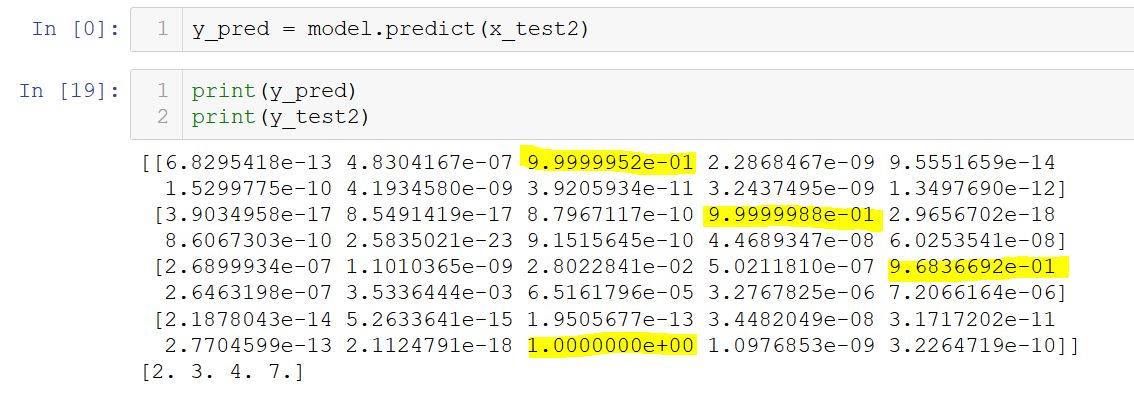 In [0]: 1 y_pred = model.predict(x_test2)
In [19]: 1 print(y_pred)
2 print(y_test2)
[[6.8295418e-13 4.8304167e-07 9.9999952e-01 2.2868467e-09 9.5551659e-14
1.5299775e-10 4.1934580e-09 3.9205934e-11 3.2437495e-09 1.3497690e-12]
[3.9034958e-17 8.5491419e-17 8.7967117e-10 9.9999988e-01 2.9656702e-18
8.6067303e-10 2.5835021e-23 9.1515645e-10 4.4689347e-08 6.0253541e-08]
[2.6899934e-07 1.1010365e-09 2.8022841e-02 5.0211810e-07 9.6836692e-01
2.6463198e-07 3.5336444e-03 6.5161796e-05 3.2767825e-06 7.2066164e-06]
[2.1878043e-14 5.2633641e-15 1.9505677e-13 3.4482049e-08 3.1717202e-11
2.7704599e-13 2.1124791e-18 1.0000000e+00 1.0976853e-09 3.2264719e-10]]
[2. 3. 4. 7.]